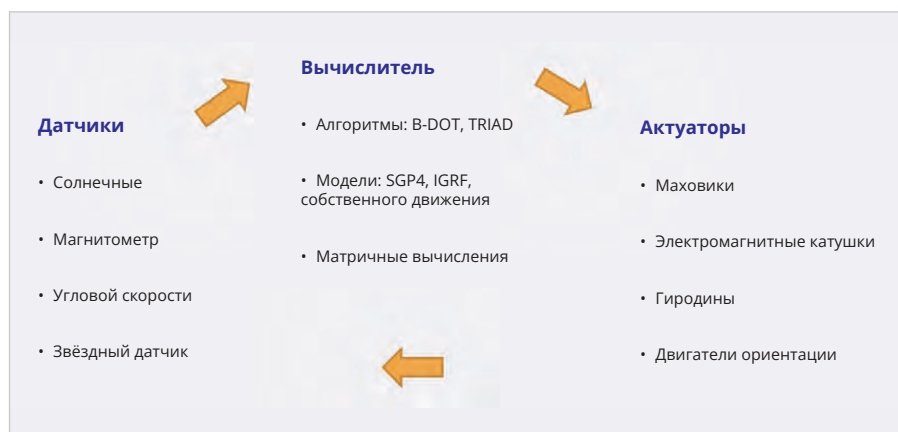 Датчики
• Солнечные
• Магнитометр
• Угловой скорости
• Звёздный датчик
Вычислитель
• Алгоритмы: B-DOT, TRIAD
• Модели: SGP4, IGRF,
собственного движения
• Матричные вычисления
Актуаторы
• Маховики
• Электромагнитные катушки
• Гиродины
• Двигатели ориентации